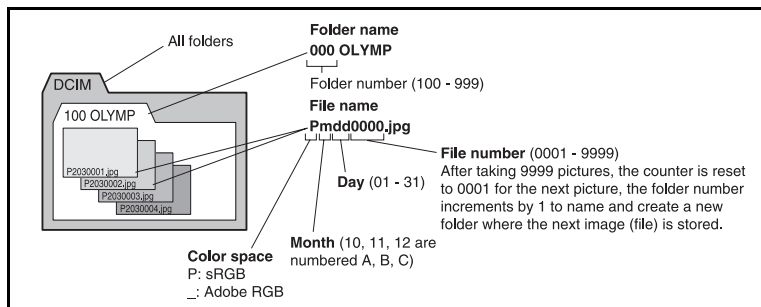 Folder name
All folders
000 OLYMP
DCIM
Folder number (100 - 999)
100 OLYMP
File name
Pmdd0000.jpg
P2030001.jpg
P2030002.jpg
P2030003.jpg
P2030004.jpg
File number (0001 - 9999)
After taking 9999 pictures, the counter is reset
to 0001 for the next picture, the folder number
increments by 1 to name and create a new
folder where the next image (file) is stored.
Day (01 - 31)
Month (10, 11, 12 are
numbered A, B, C)
Color space
P: sRGB
_: Adobe RGB